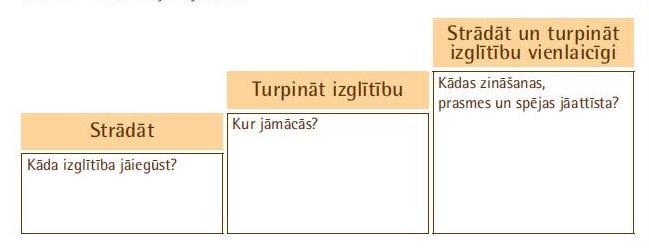 Strādāt un turpināt
izglītību vienlaicīgi
Kādas zināšanas,
prasmes un spējas jāattīsta?
Turpināt izglītību
Kur jāmācās?
Strādāt
Kāda izglītība jāiegūst?